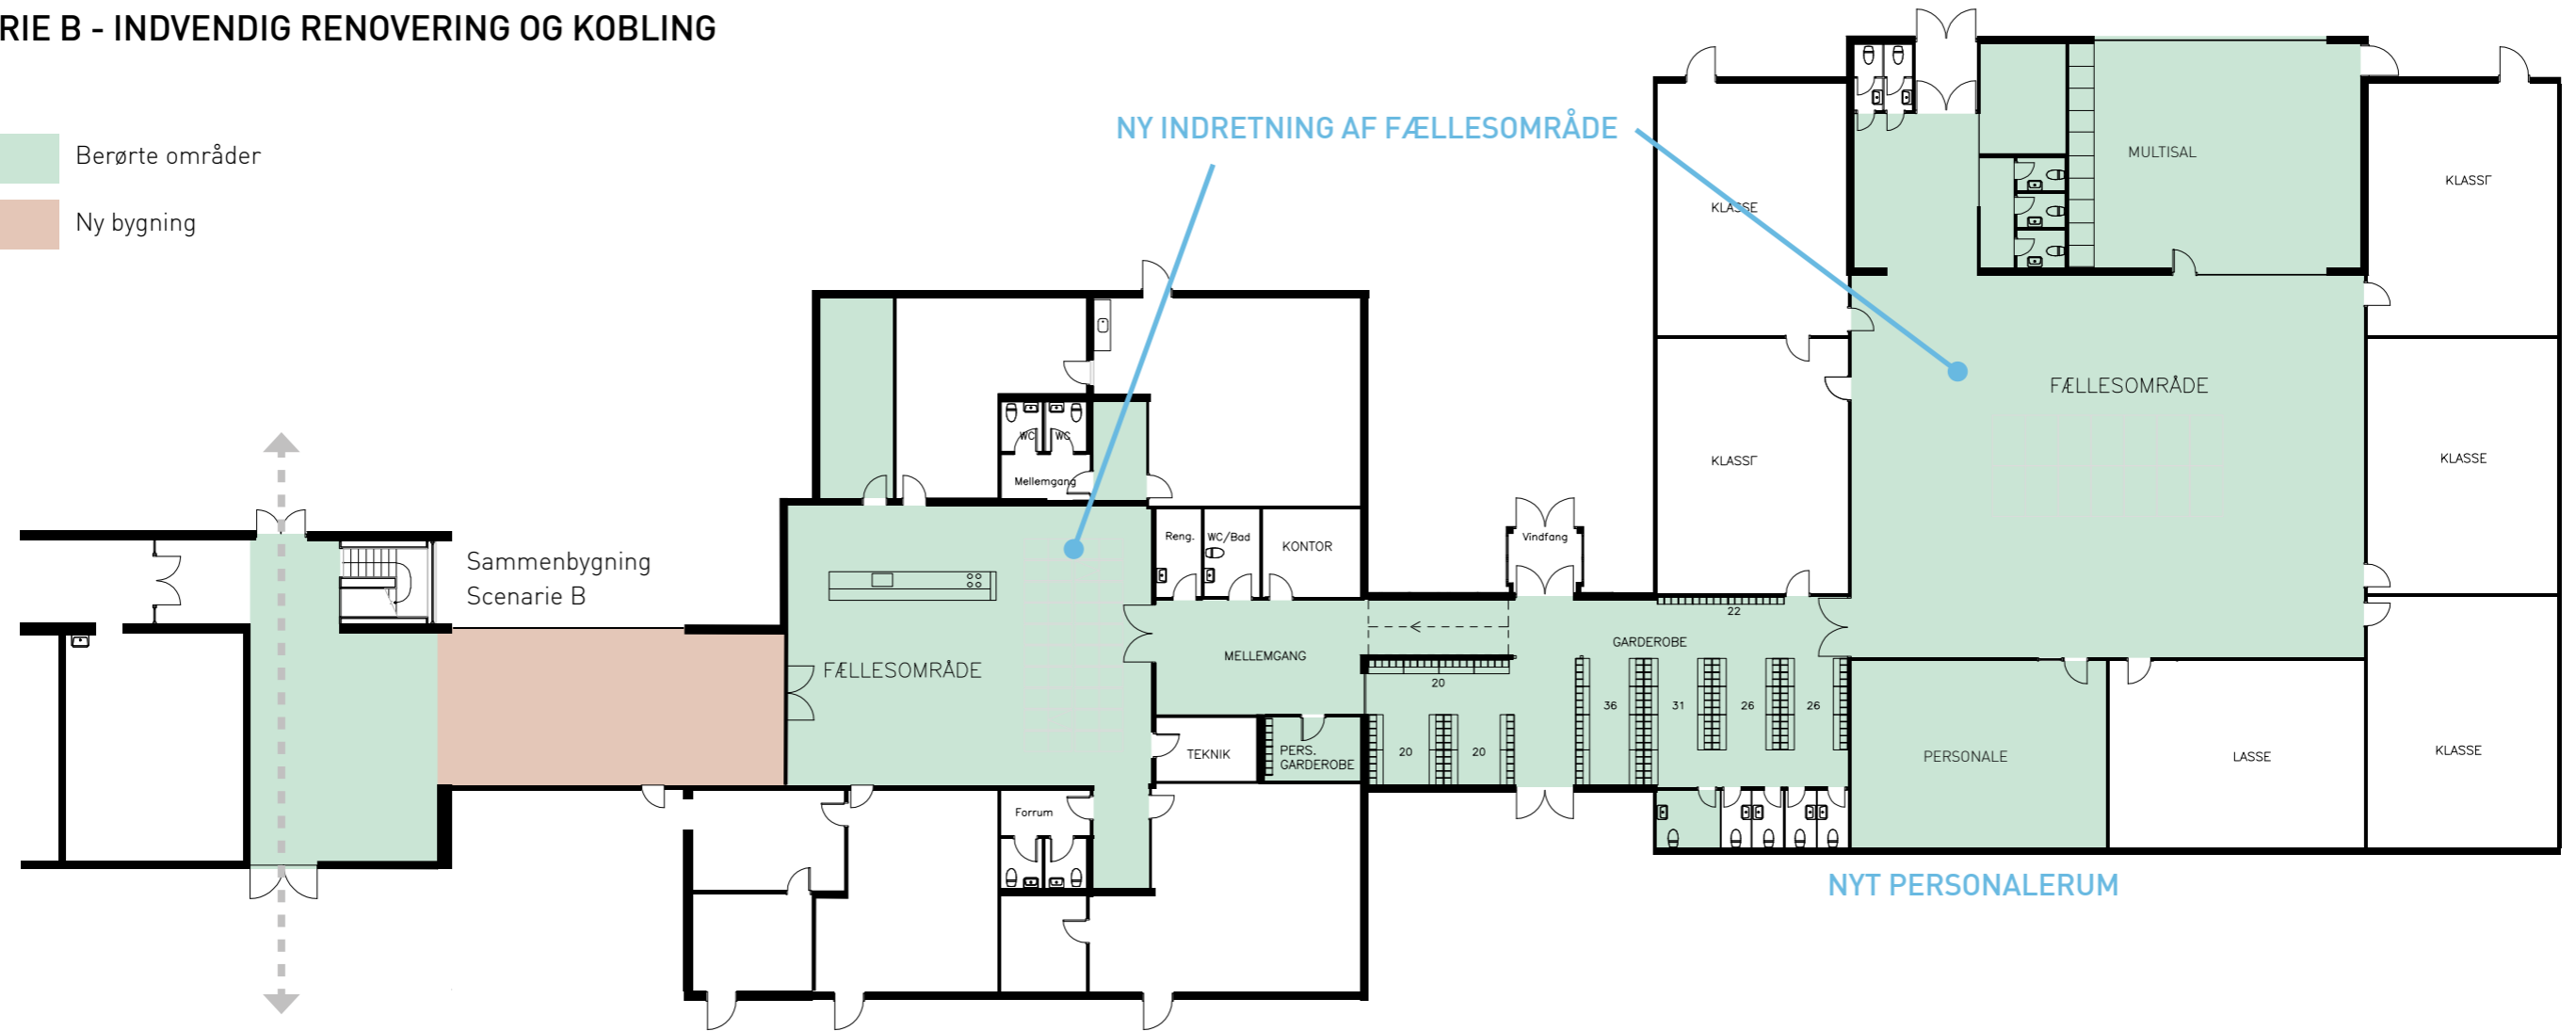 RIE B - INDVENDIG RENOVERING OG KOBLING
Berørte områder
Ny bygning
NY INDRETNING AF FÆLLESOMRÅDE
MULTISAL
KLASSE
KLASSE
FÆLLESOMRÅDE
WC
WC
Mellemgang
KLASSE
KLASSE
Sammenbygning
Scenarie B
Reng.
WC/Bad
KONTOR
Vindfang
22
GARDEROBE
MELLEMGANG
FÆLLESOMRÅDE
20
36
31
26
26
20
20
TEKNIK
PERS.
GARDEROBE
PERSONALE
LASSE
KLASSE
Forrum
NYT PERSONALERUM